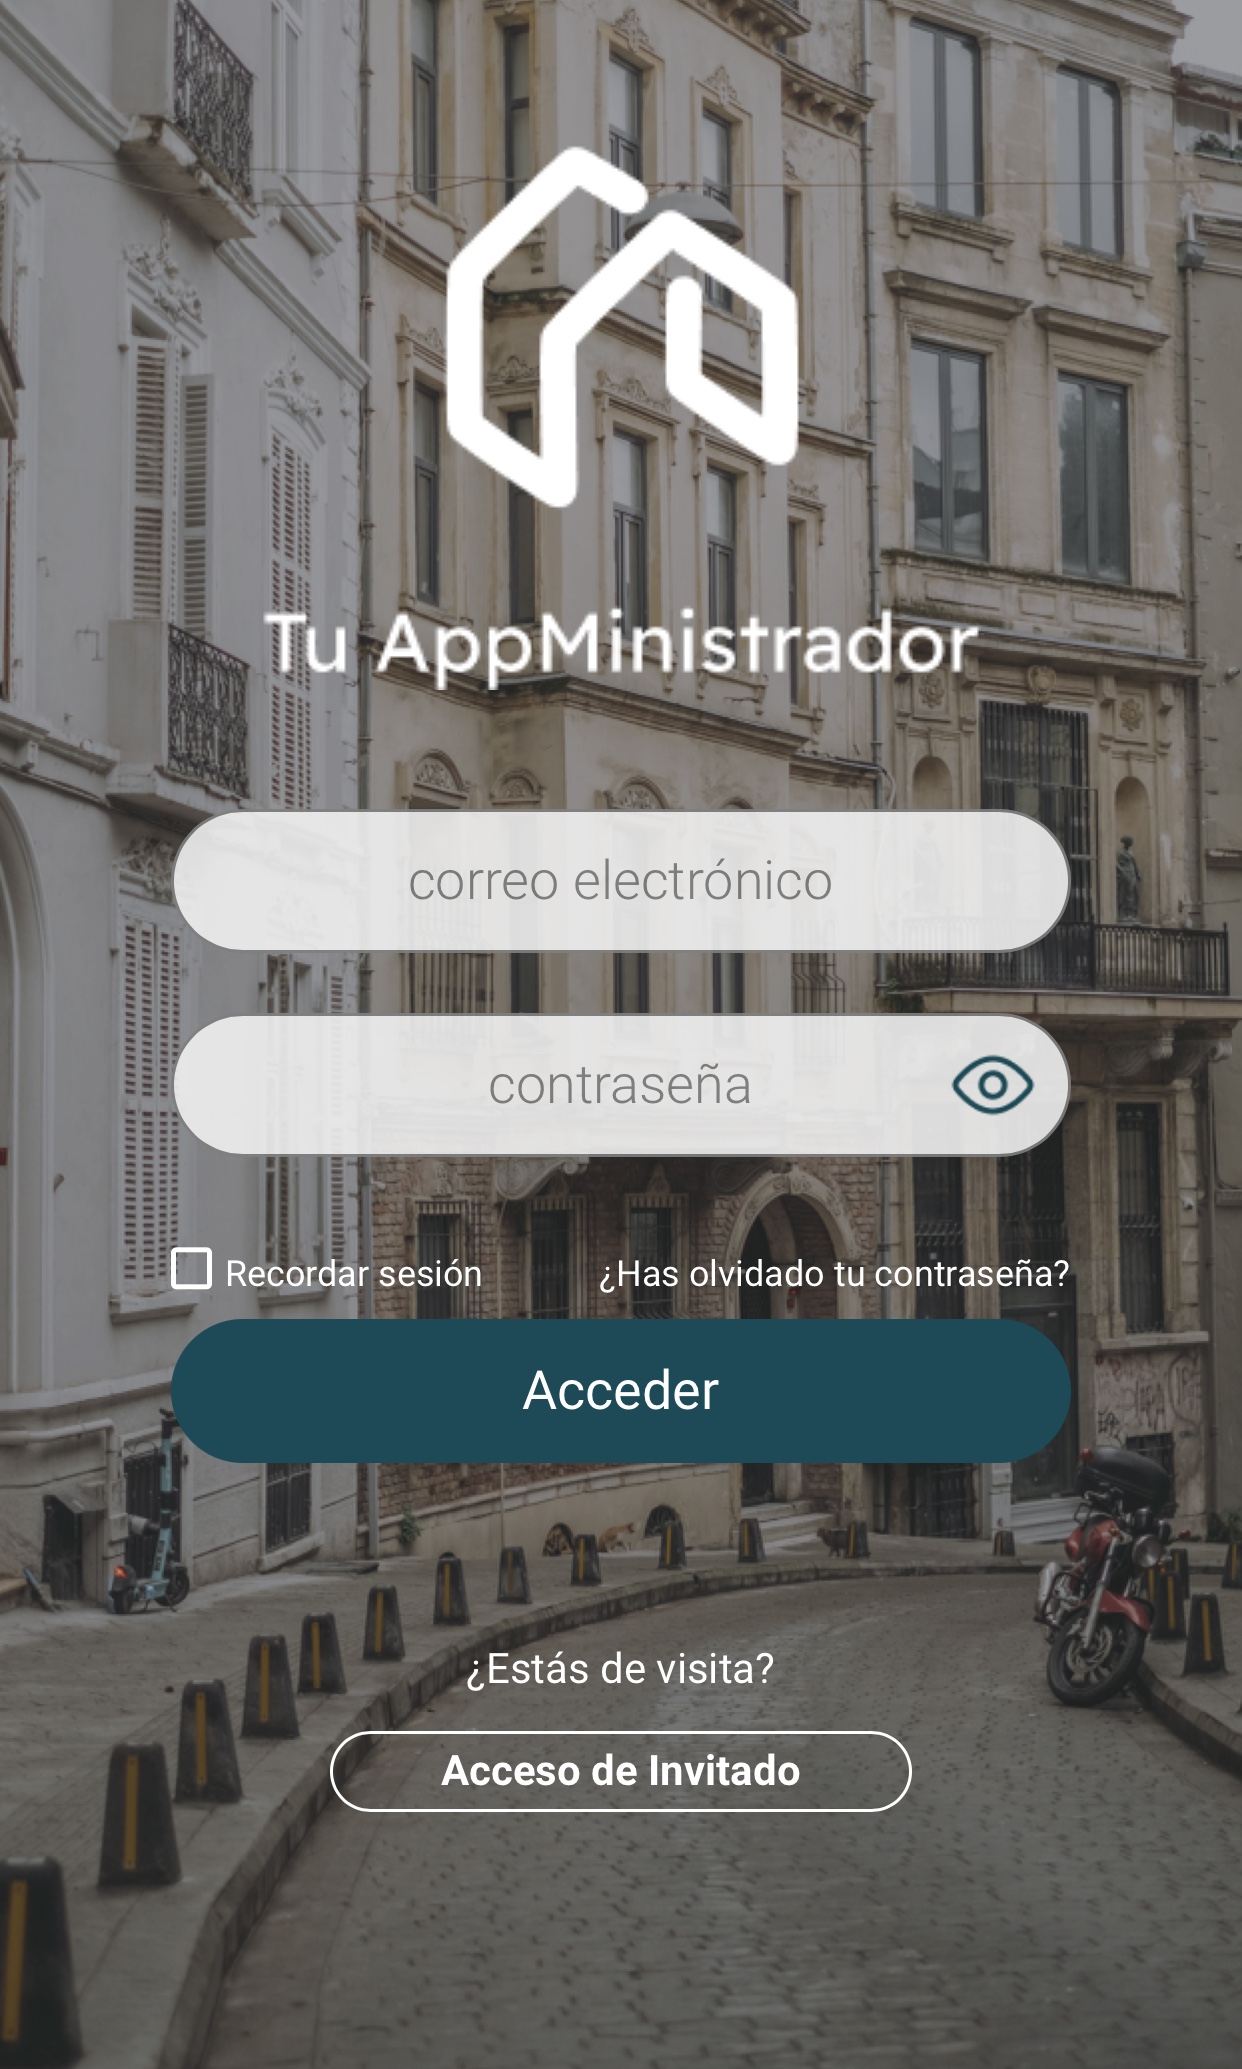 Tu AppMinistrador
correo electrónico
contraseña
Recordar sesión
¿Has olvidado tu contraseña?
Acceder
¿Estás de visita?
Acceso de Invitado